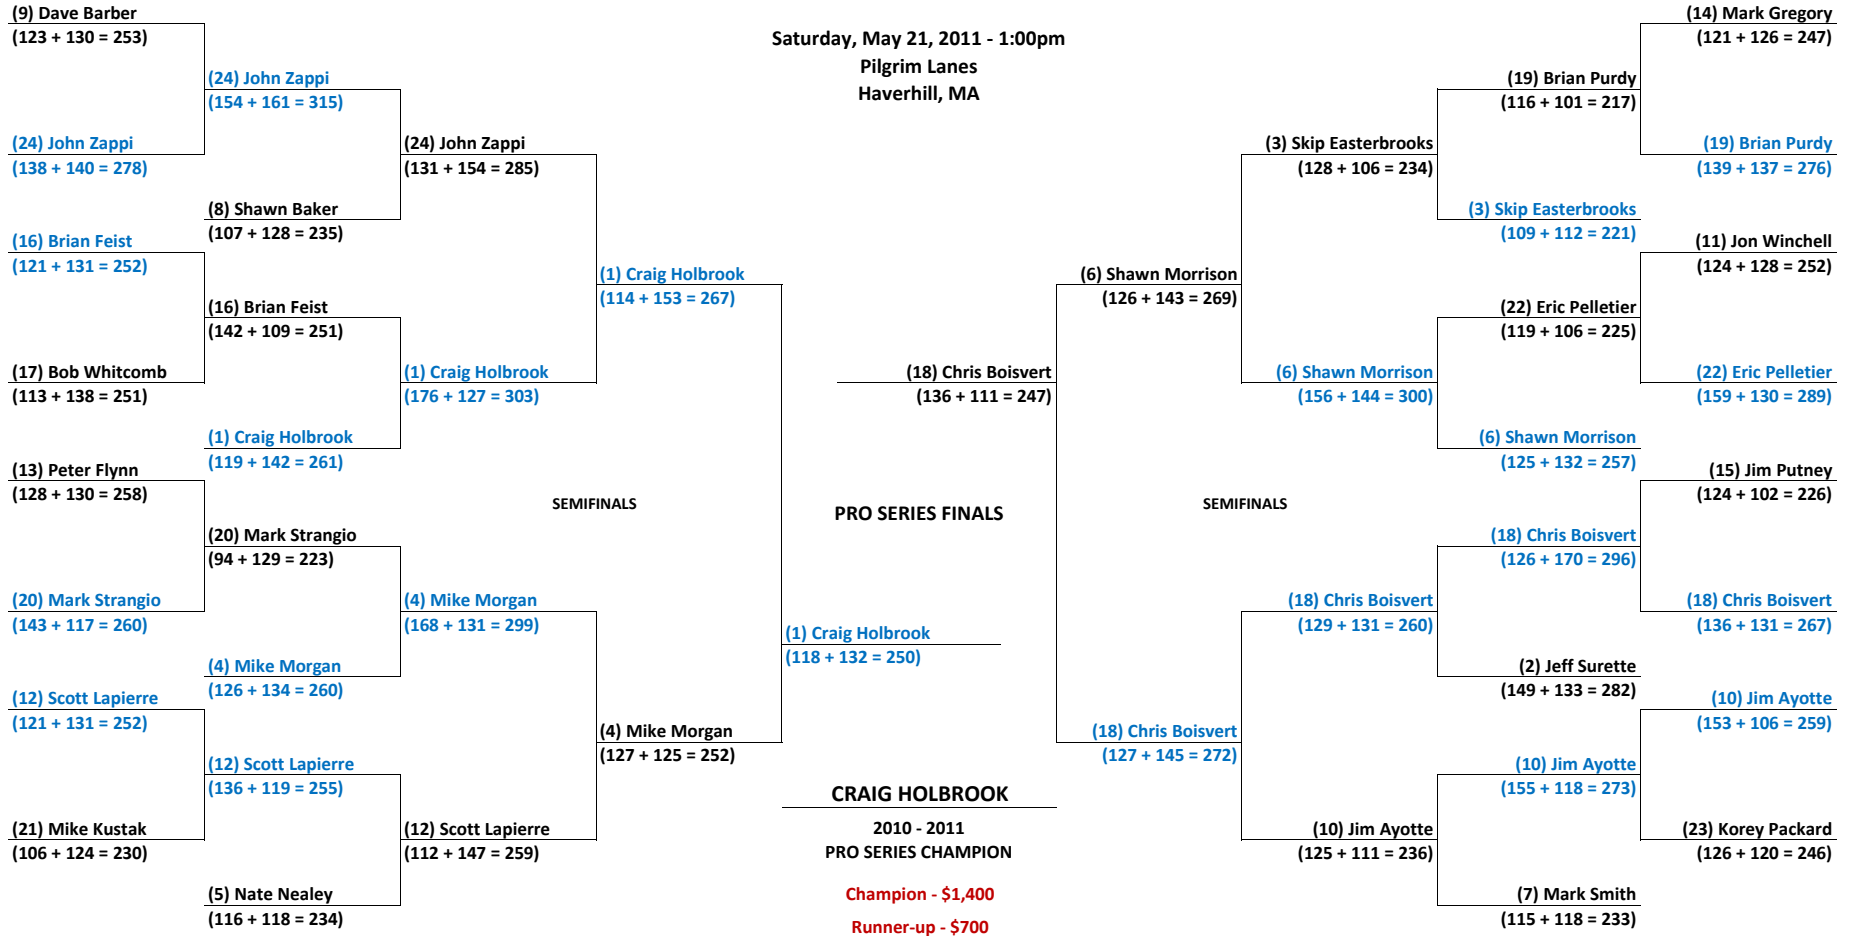 (9) Dave Barber
(123 + 130 = 253)
(24) John Zappi
(154 + 161 = 315)
(24) John Zappi
(138 + 140 = 278)
(24) John Zappi
(131 + 154 = 285)
(8) Shawn Baker
(107 + 128 = 235)
(16) Brian Feist
(121 + 131 = 252)
(1) Craig Holbrook
(114 + 153 = 267)
(16) Brian Feist
(142 + 109 = 251)
(17) Bob Whitcomb
(113 + 138 = 251)
(1) Craig Holbrook
(176 + 127 = 303)
(1) Craig Holbrook
(119 + 142 = 261)
(13) Peter Flynn
(128 + 130 = 258)
SEMIFINALS
(20) Mark Strangio
(94 + 129 = 223)
(20) Mark Strangio
(143 + 117 = 260)
(4) Mike Morgan
(168 + 131 = 299)
(4) Mike Morgan
(126 + 134 = 260)
(12) Scott Lapierre
(121 + 131 = 252)
(4) Mike Morgan
(127 + 125 = 252)
(12) Scott Lapierre
(136 + 119 = 255)
(21) Mike Kustak
(106 + 124 = 230)
(12) Scott Lapierre
(112 + 147 = 259)
(5) Nate Nealey
(116 + 118 = 234)
Saturday, May 21, 2011 - 1:00pm
Pilgrim Lanes
Haverhill, MA
(18) Chris Boisvert
(136 + 111 = 247)
PRO SERIES FINALS
(1) Craig Holbrook
(118 + 132 = 250)
CRAIG HOLBROOK
2010 - 2011
PRO SERIES CHAMPION
Champion - $1,400
Runner-up - $700
(14) Mark Gregory
(121 + 126 = 247)
(19) Brian Purdy
(116 + 101 = 217)
(3) Skip Easterbrooks
(128 + 106 = 234)
(19) Brian Purdy
(139 + 137 = 276)
(3) Skip Easterbrooks
(109 + 112 = 221)
(11) Jon Winchell
(124 + 128 = 252)
(6) Shawn Morrison
(126 + 143 = 269)
(22) Eric Pelletier
(119 + 106 = 225)
(6) Shawn Morrison
(156 + 144 = 300)
(22) Eric Pelletier
(159 + 130 = 289)
(6) Shawn Morrison
(125 + 132 = 257)
(15) Jim Putney
(124 + 102 = 226)
SEMIFINALS
(18) Chris Boisvert
(126 + 170 = 296)
(18) Chris Boisvert
(129 + 131 = 260)
(18) Chris Boisvert
(136 + 131 = 267)
(2) Jeff Surette
(149 + 133 = 282)
(10) Jim Ayotte
(153 + 106 = 259)
(18) Chris Boisvert
(127 + 145 = 272)
(10) Jim Ayotte
(155 + 118 = 273)
(10) Jim Ayotte
(125 + 111 = 236)
(23) Korey Packard
(126 + 120 = 246)
(7) Mark Smith
(115 + 118 = 233)